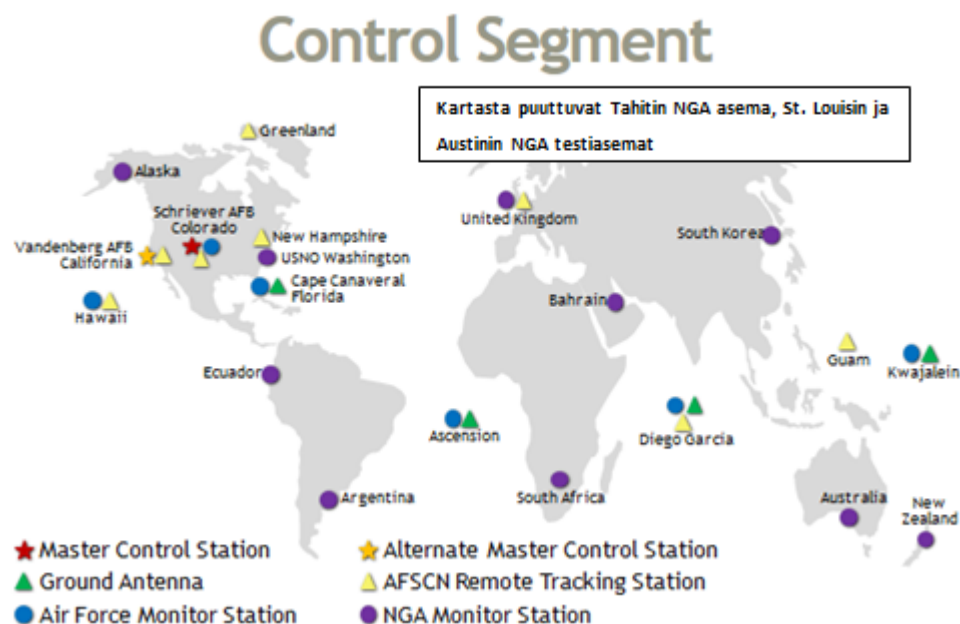 Control Segment
Kartasta puuttuvat Tahitin NGA asema, St. Louisin ja
Austinin NGA testiasemat
Greenland
Alaska
Schriever AFB
Colorado
Vandenberg AFB
California
New Hampshire
USNO Washington
Cape Canaveral
Florida
Hawaii
United Kingdom
South Korea
Bahrain
Guam
Kwajalein
Ecuador
Ascension
Diego Garcia
Argentina
South Africa
Australia
New
Zealand
Master Control Station
Alternate Master Control Station
Ground Antenna
AFSCN Remote Tracking Station
Air Force Monitor Station
NGA Monitor Station